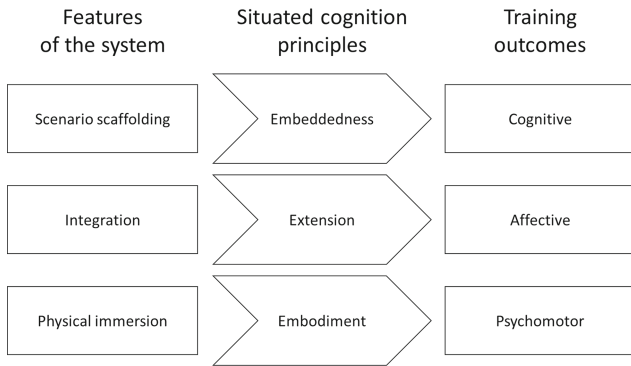 Features
of the system
Situated cognition
principles
Training
outcomes
Scenario scaffolding
Embeddedness
Cognitive
Integration
Extension
Affective
Physical immersion
Embodiment
Psychomotor